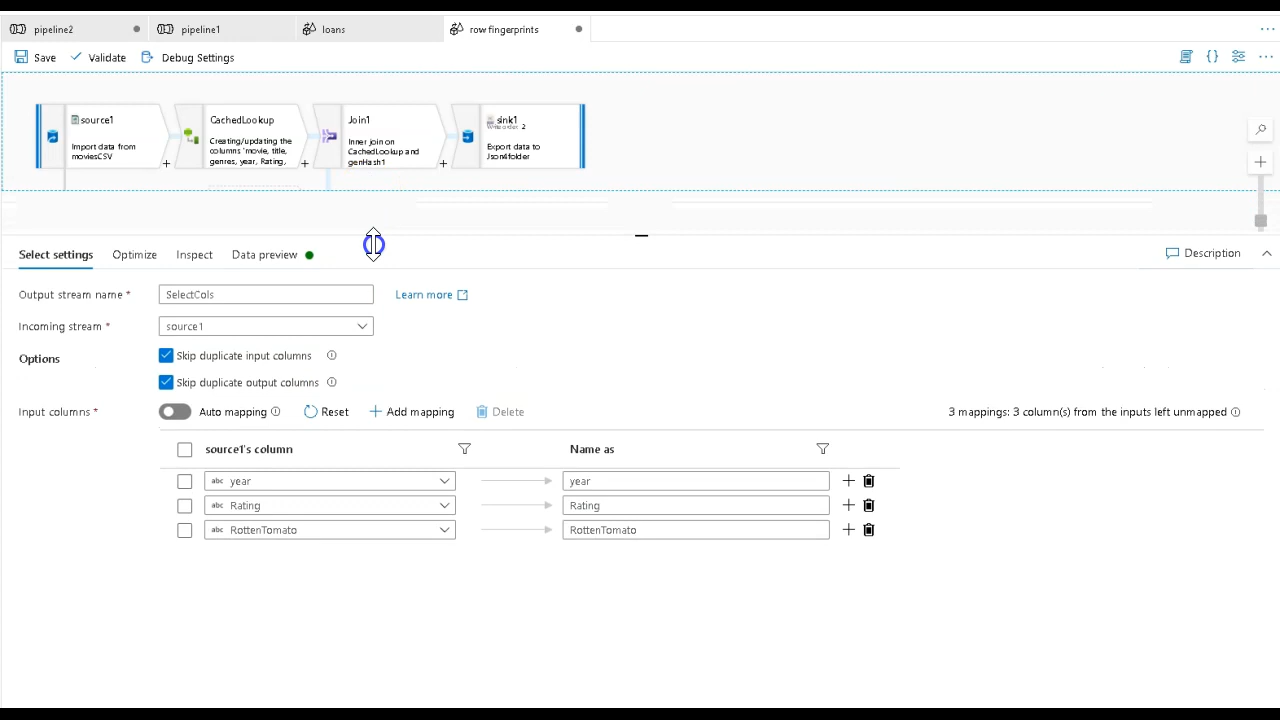 pipeline2
pipeline1
loans
row fingerprints
Save
Validate
Debug Settings
source1
Import data from
moviesCSV
CachedLookup
Creating/updating the
columns 'movie, title,
genres, year, Rating,
Join1
Inner join on
CachedLookup and
genHash1
sink1
Write order: 2
Export data to
Json4folder
Select settings
Optimize
Inspect
Data preview
Description
Output stream name *
SelectCols
Learn more
Incoming stream *
source1
Options
Skip duplicate input columns
Skip duplicate output columns
Input columns *
Auto mapping
Reset
Add mapping
Delete
3 mappings: 3 column(s) from the inputs left unmapped
source1's column
Name as
abc year
year
abc Rating
Rating
abc RottenTomato
RottenTomato